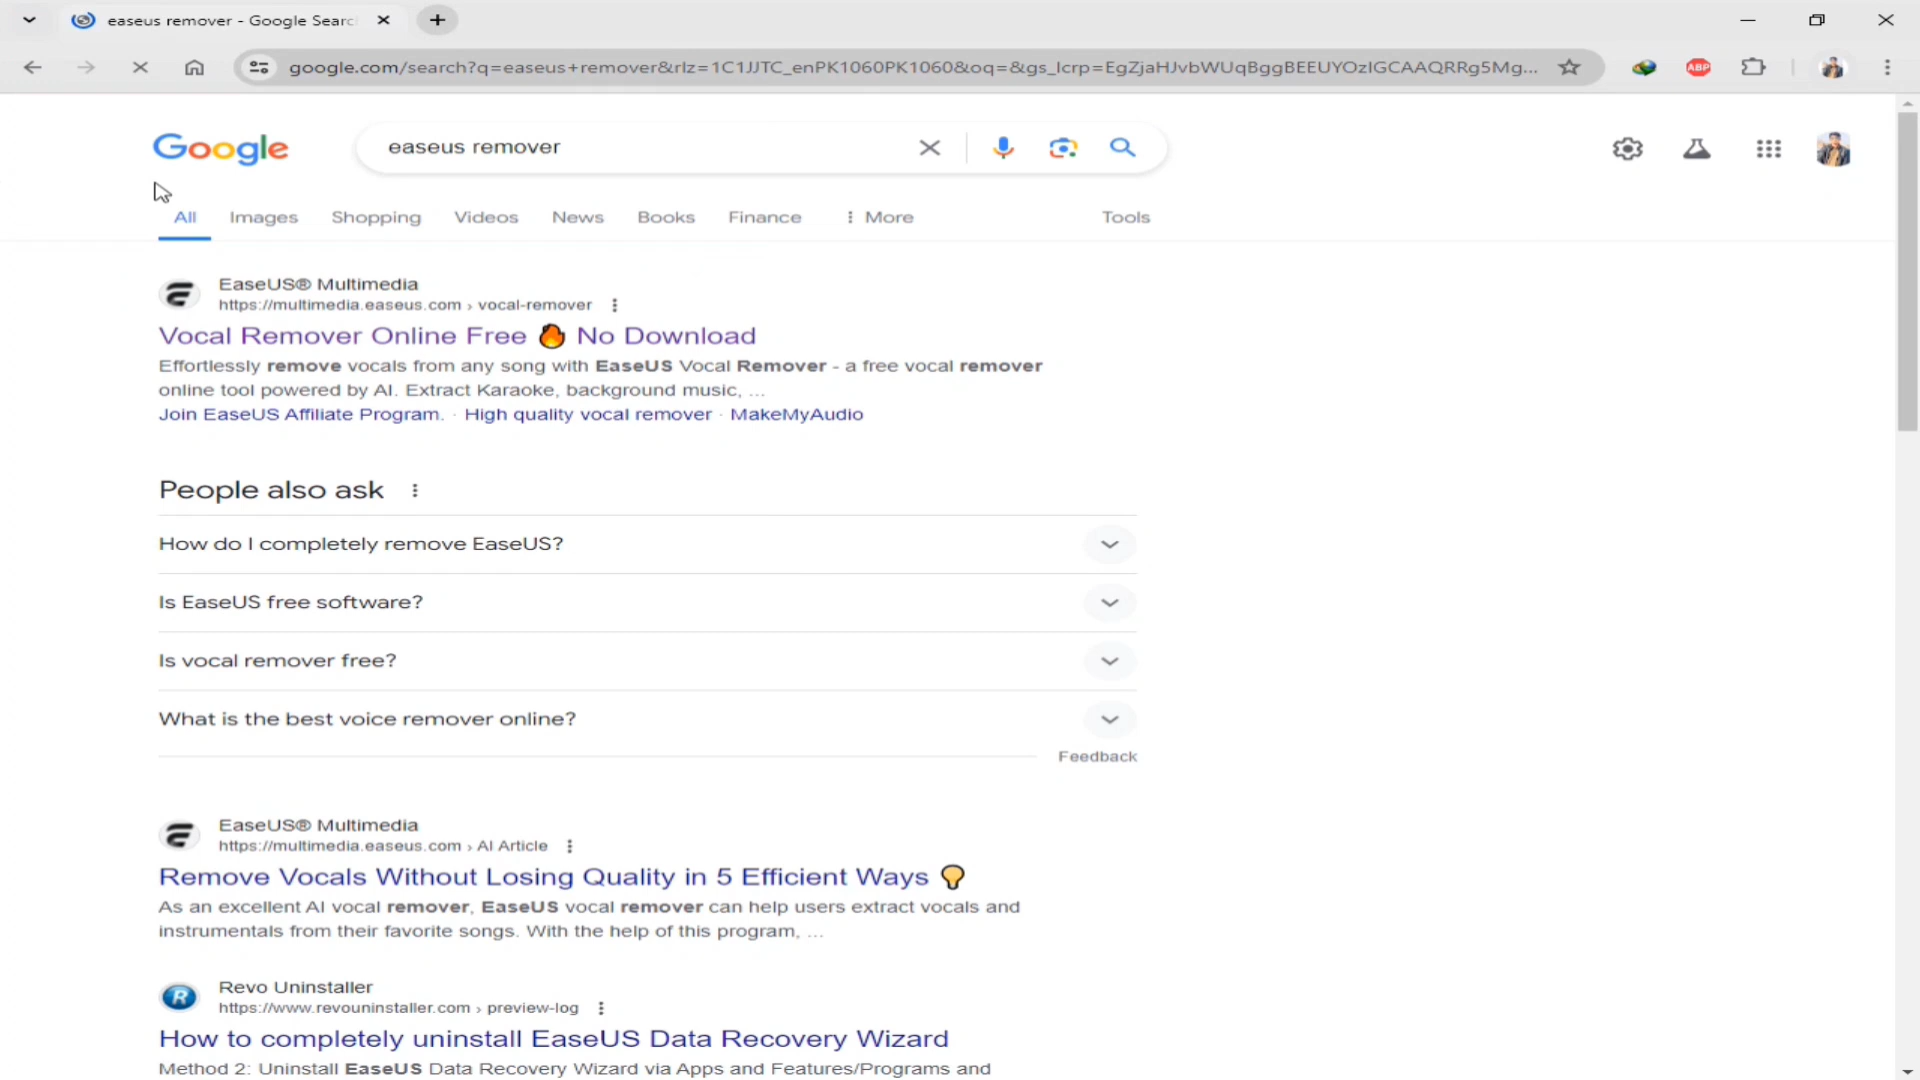 easeus remover - Google Searc
google.com/search?q=easeus+remover&rlz=1C1JJTC_enPK1060PK1060&oq=&gs_lcrp=EgZjaHJvbWUqBggBEEUYOzIGCAAQRRg5Mg...
ABP
Google
easeus remover
All Images Shopping Videos News Books Finance More Tools
EaseUS® Multimedia
https://multimedia.easeus.com › vocal-remover
Vocal Remover Online Free 🔥 No Download
Effortlessly remove vocals from any song with EaseUS Vocal Remover - a free vocal remover
online tool powered by AI. Extract Karaoke, background music, ...
Join EaseUS Affiliate Program. · High quality vocal remover · MakeMyAudio
People also ask
How do I completely remove EaseUS?
Is EaseUS free software?
Is vocal remover free?
What is the best voice remover online?
Feedback
EaseUS® Multimedia
https://multimedia.easeus.com › AI Article
Remove Vocals Without Losing Quality in 5 Efficient Ways 💡
As an excellent AI vocal remover, EaseUS vocal remover can help users extract vocals and
instrumentals from their favorite songs. With the help of this program, ...
R
Revo Uninstaller
https://www.revouninstaller.com › preview-log
How to completely uninstall EaseUS Data Recovery Wizard
Method 2: Uninstall EaseUS Data Recovery Wizard via Apps and Features/Programs and